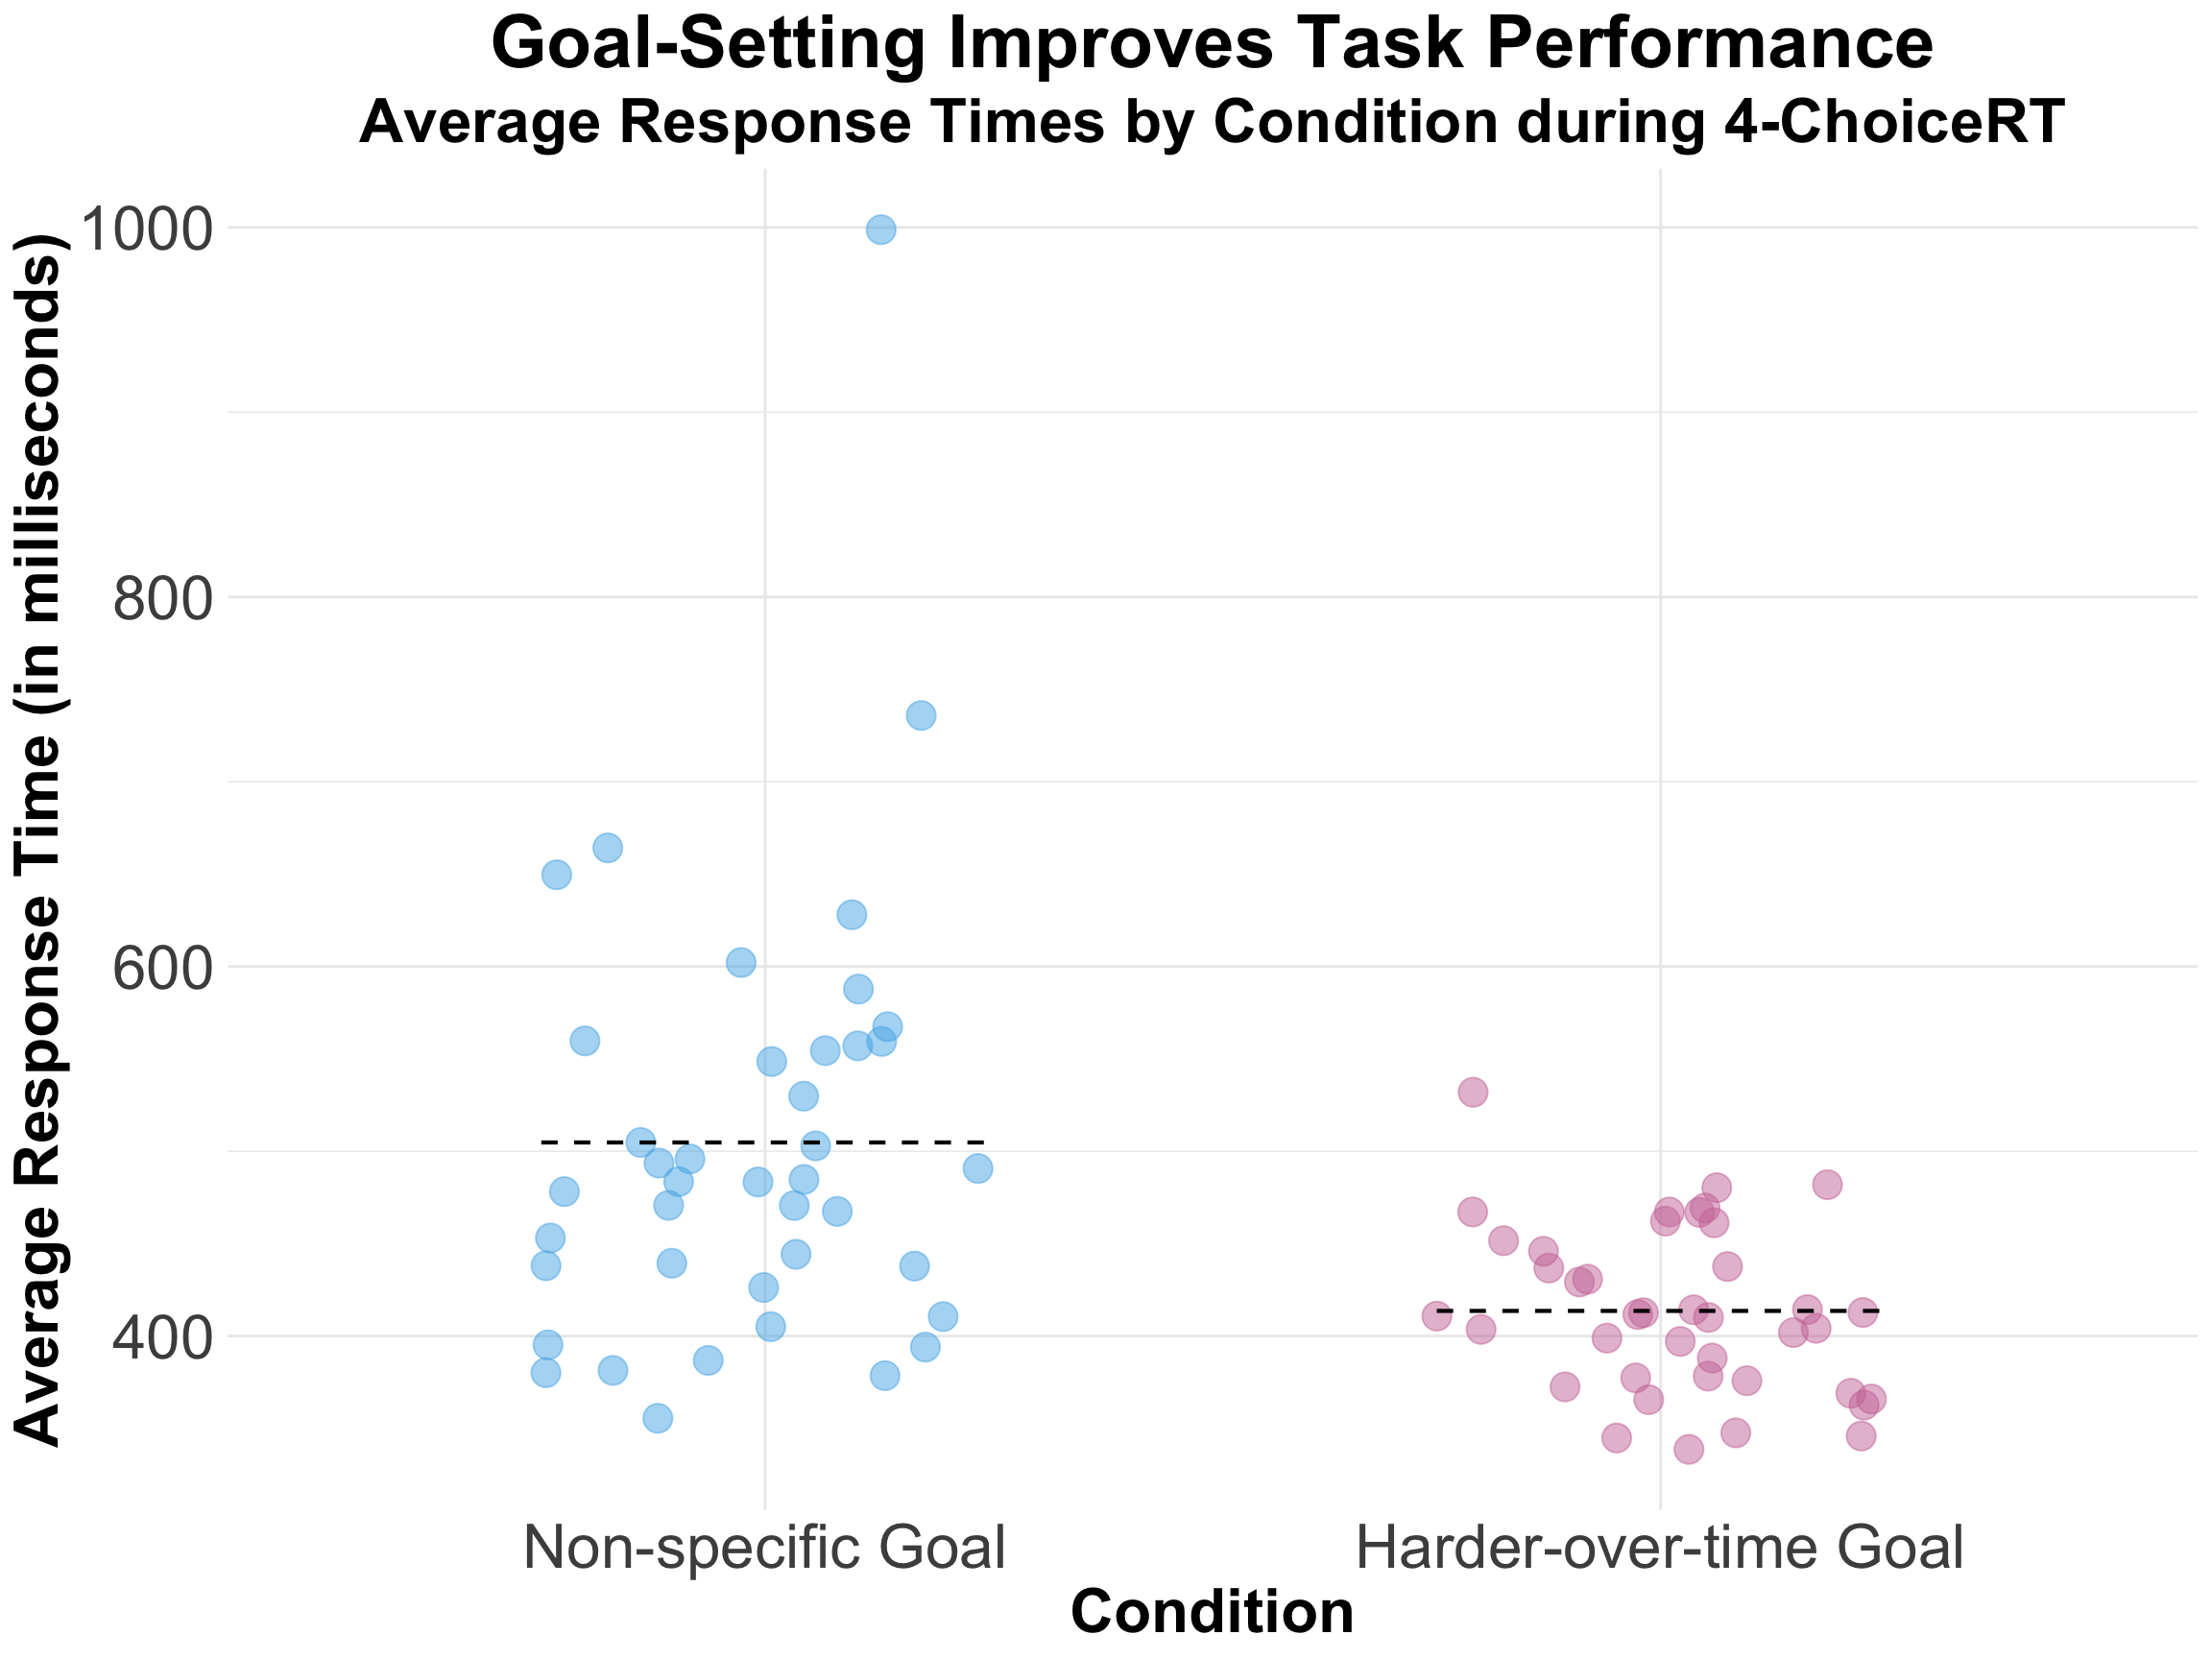 Goal-Setting Improves Task Performance
Average Response Times by Condition during 4-ChoiceRT
Average Response Time (in milliseconds)
1000
800
600
400
Non-specific Goal
Harder-over-time Goal
Condition